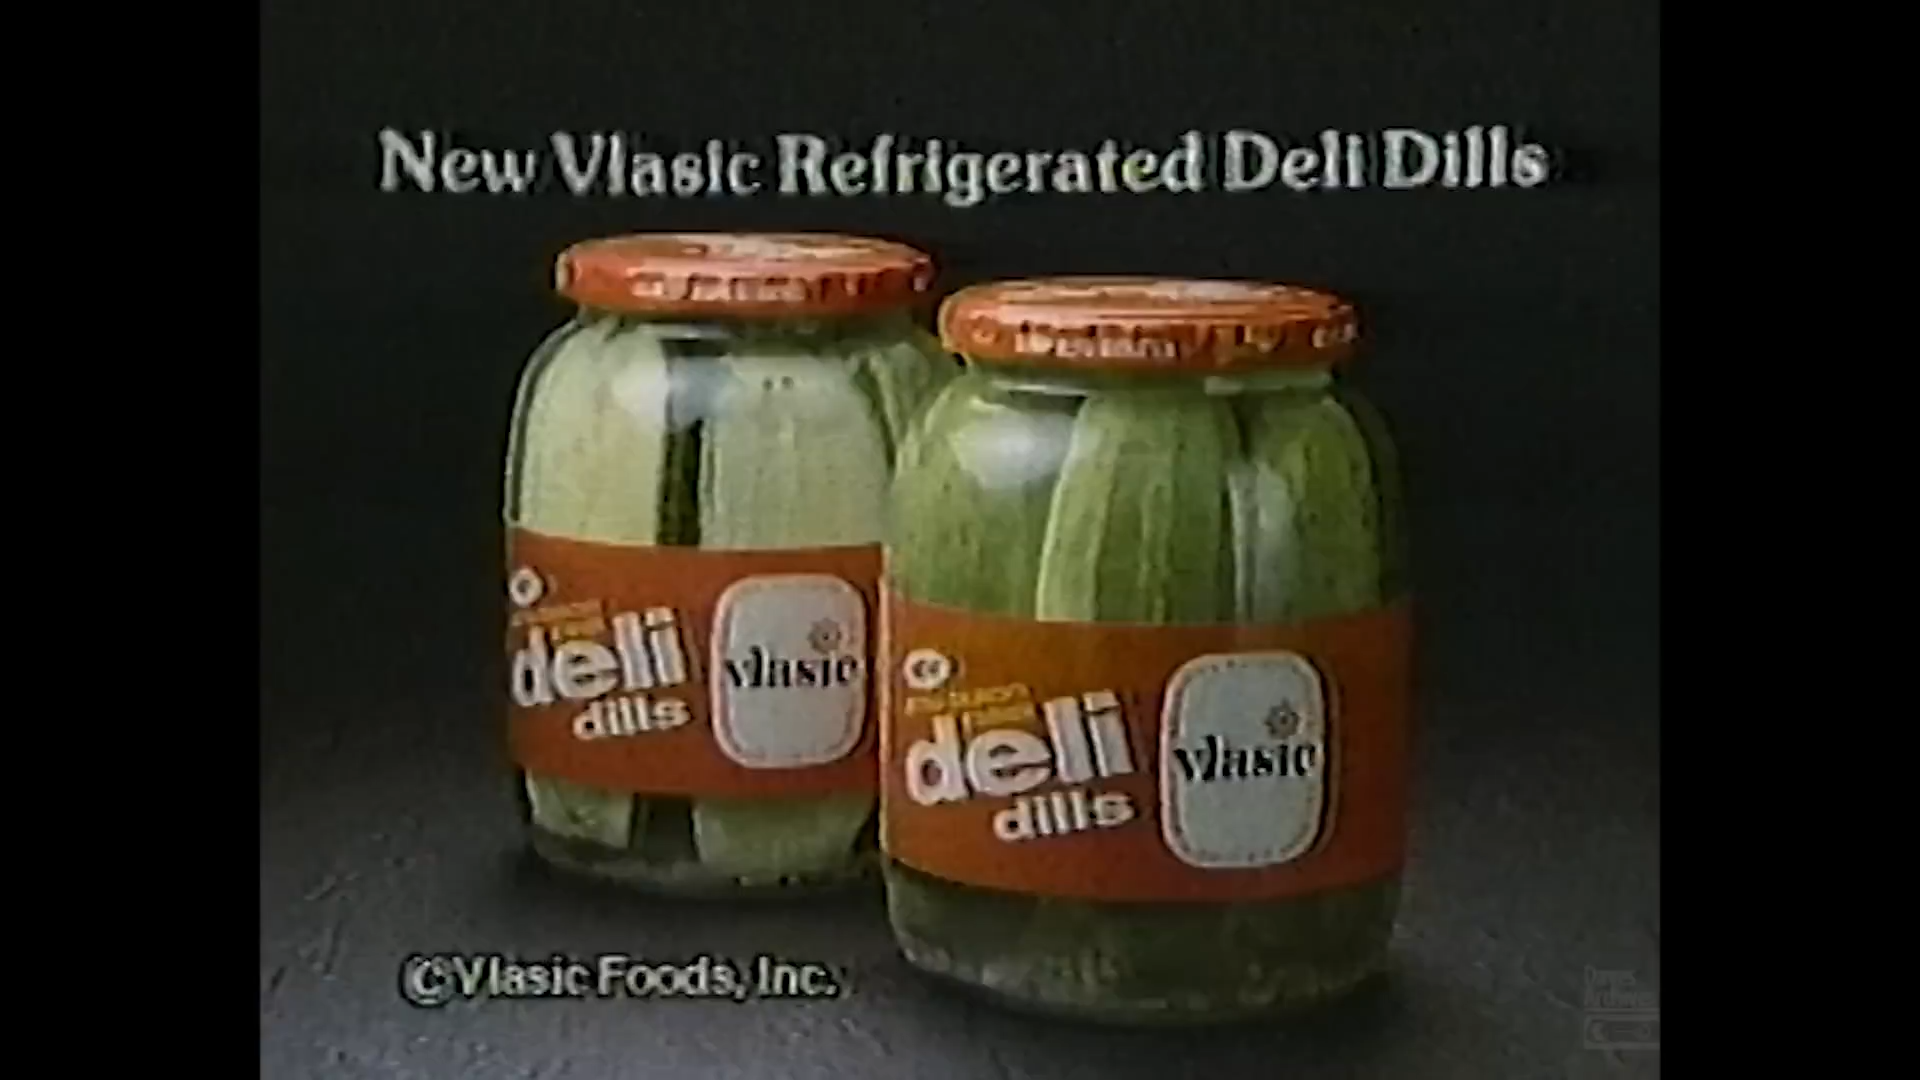 New Vlasic Refrigerated Deli Dills
deli
dills
vlasic
deli
dills
vlasic
©Vlasic Foods, Inc.